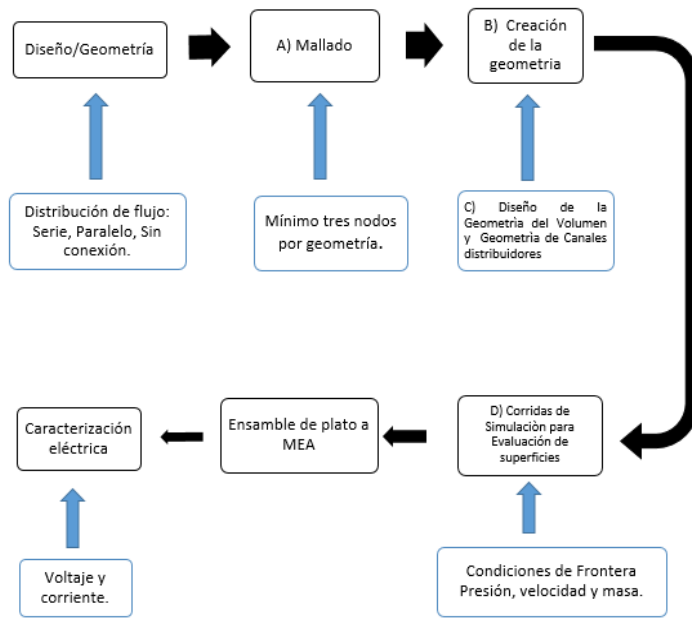 Diseño/Geometría
A) Mallado
B) Creación
de la
geometria
Distribución de flujo:
Serie, Paralelo, Sin
conexión.
Mínimo tres nodos
por geometría.
C) Diseño de la
Geometrìa del Volumen
y Geometrìa de Canales
distribuidores
Caracterización
eléctrica
Ensamble de plato a
MEA
D) Corridas de
Simulaciòn para
Evaluación de
superficies
Voltaje y
corriente.
Condiciones de Frontera
Presión, velocidad y masa.